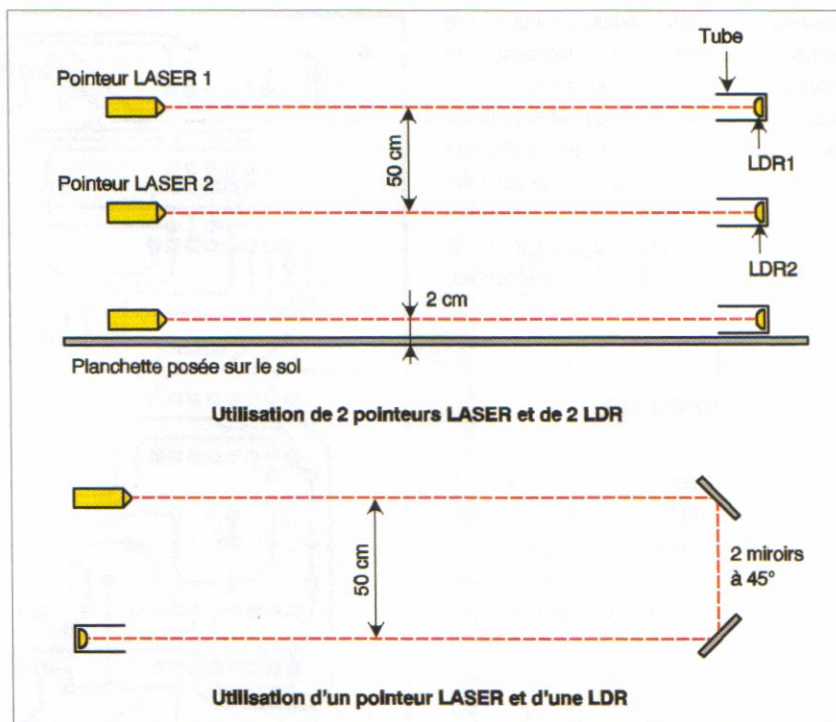 Tube
Pointeur LASER 1
LDR1
50 cm
Pointeur LASER 2
LDR2
2 cm
Planchette posée sur le sol
Utilisation de 2 pointeurs LASER et de 2 LDR
50 cm
2 miroirs
à 45°
Utilisation d'un pointeur LASER et d'une LDR